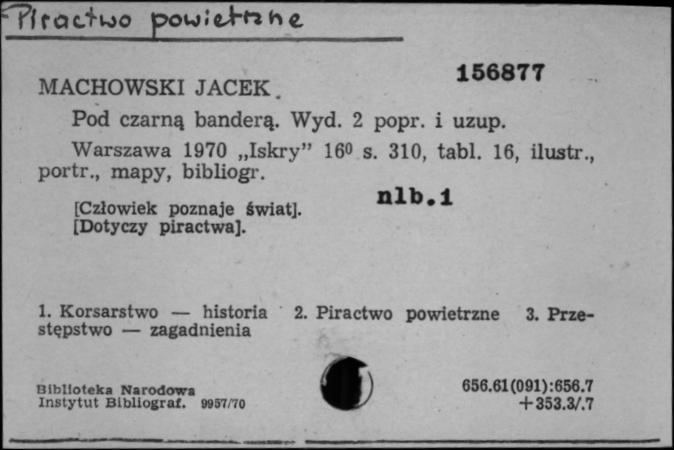 Piractwo powietrzne
156877
MACHOWSKI JACEK.
Pod czarną banderą. Wyd. 2 popr. i uzup.
Warszawa 1970 „Iskry” 16⁰ s. 310, tabl. 16, ilustr.,
portr., mapy, bibliogr.
nlb.1
[Człowiek poznaje świat].
[Dotyczy piractwa].
1. Korsarstwo — historia 2. Piractwo powietrzne 3. Prze-
stępstwo — zagadnienia
Biblioteka Narodowa
Instytut Bibliograf. 9957/70
656.61(091):656.7
+353.3/.7